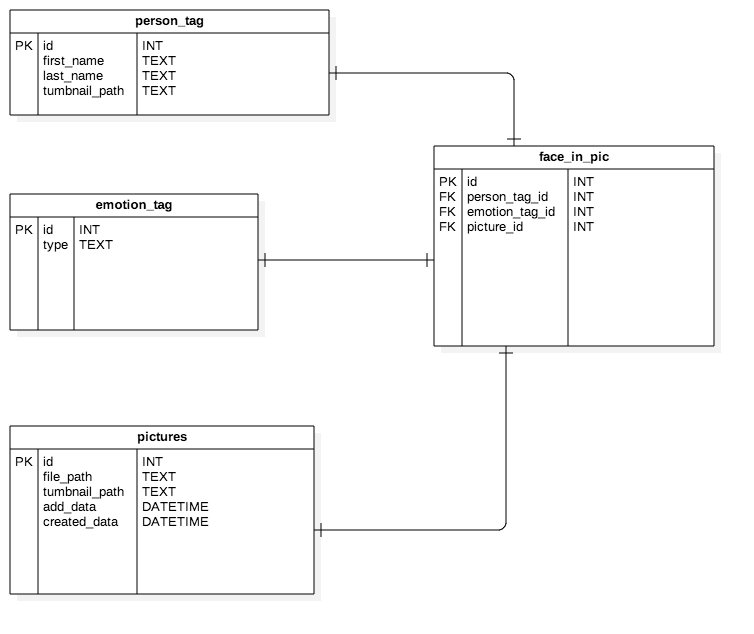 person_tag
PK id INT
first_name TEXT
last_name TEXT
tumbnail_path TEXT
face_in_pic
PK id INT
FK person_tag_id INT
FK emotion_tag_id INT
FK picture_id INT
emotion_tag
PK id INT
type TEXT
pictures
PK id INT
file_path TEXT
tumbnail_path TEXT
add_data DATETIME
created_data DATETIME